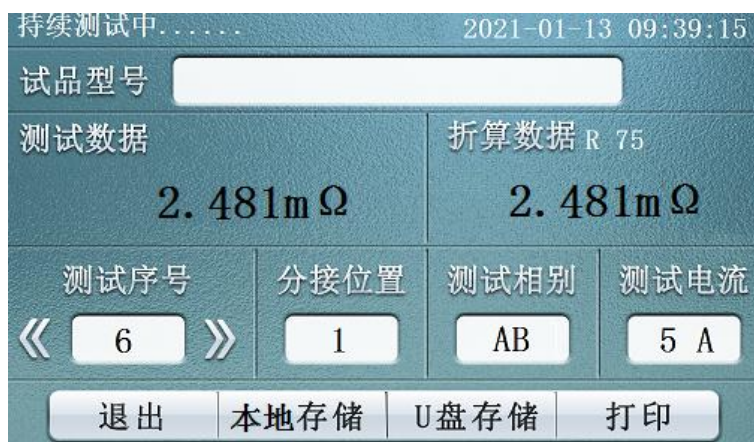 持续测试中...... 2021-01-13 09:39:15
试品型号
测试数据 折算数据 R 75
2.481mΩ 2.481mΩ
测试序号 分接位置 测试相别 测试电流
《 6 》 1 AB 5 A
退出 本地存储 U盘存储 打印